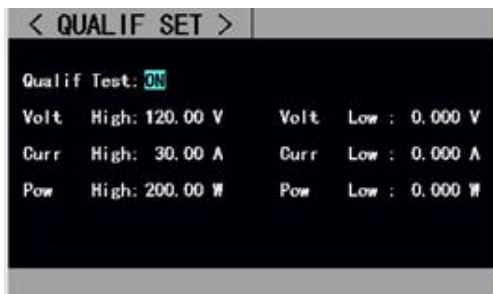 < QUALIF SET >
Qualif Test: ON
Volt High: 120.00 V Volt Low : 0.000 V
Curr High: 30.00 A Curr Low : 0.000 A
Pow High: 200.00 W Pow Low : 0.000 W